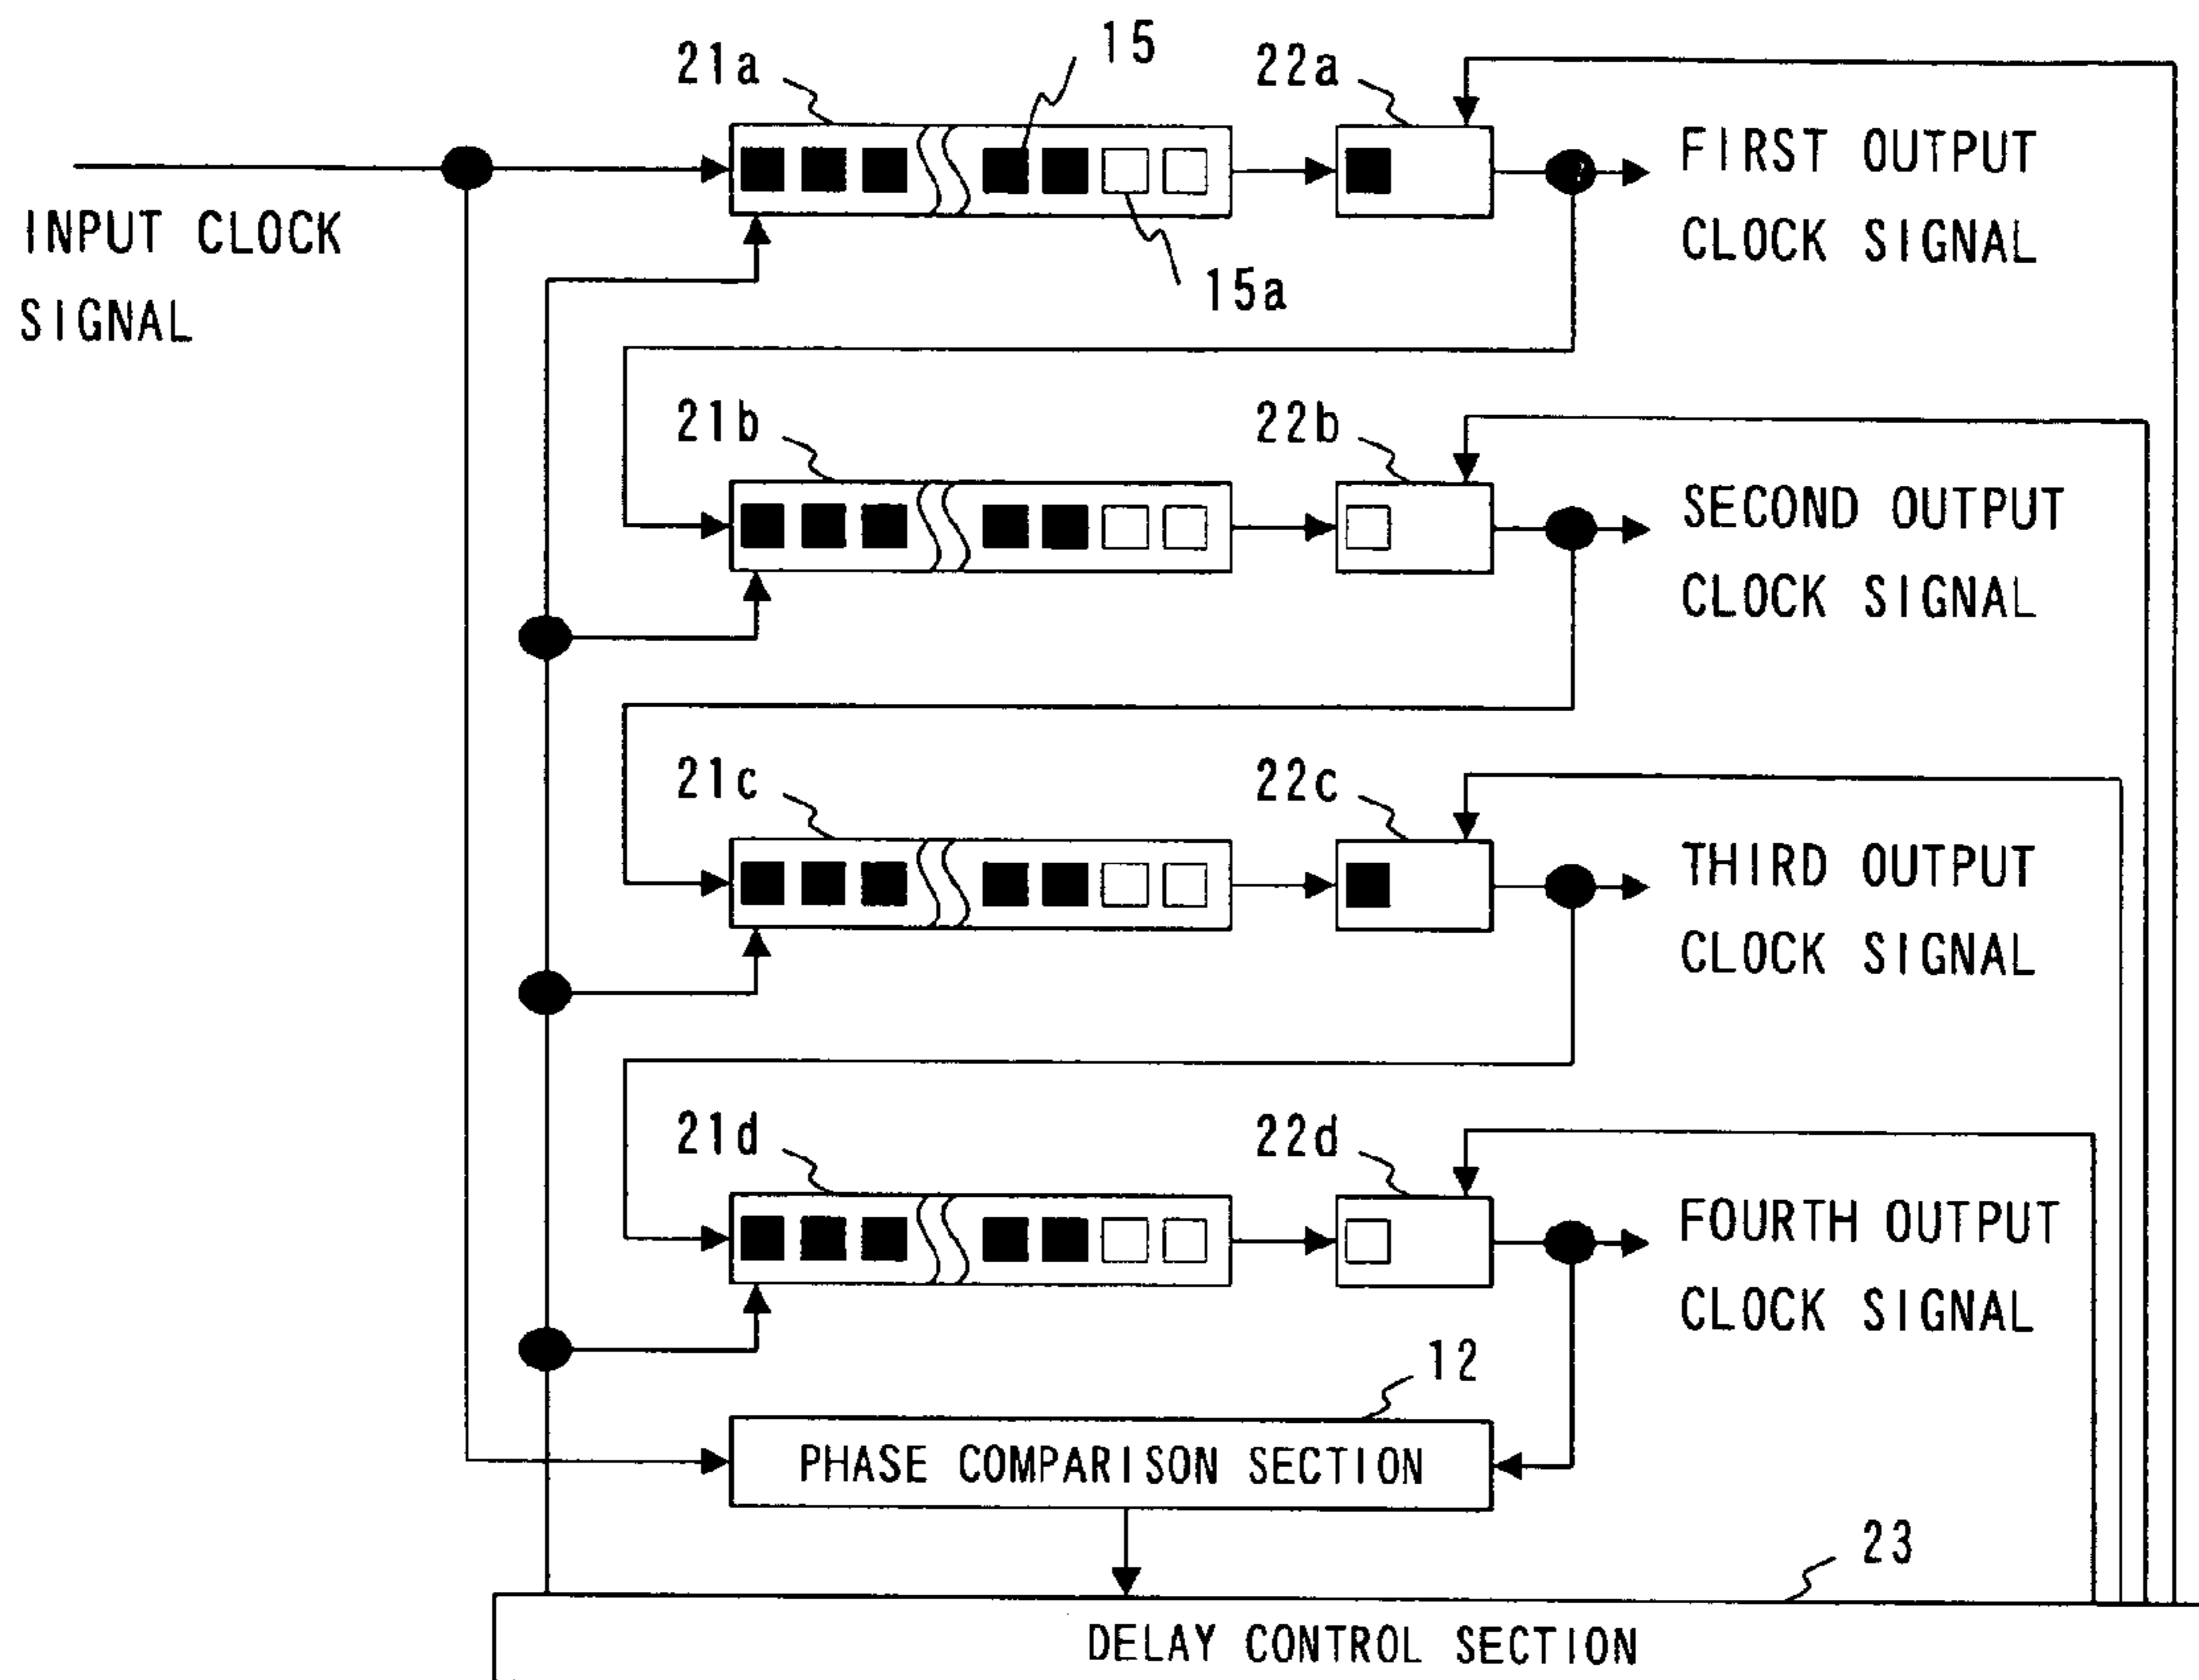 15
21a
22a
FIRST OUTPUT
CLOCK SIGNAL
INPUT CLOCK
SIGNAL
15a
21b
22b
SECOND OUTPUT
CLOCK SIGNAL
21c
22c
THIRD OUTPUT
CLOCK SIGNAL
21d
22d
FOURTH OUTPUT
CLOCK SIGNAL
12
PHASE COMPARISON SECTION
23
DELAY CONTROL SECTION